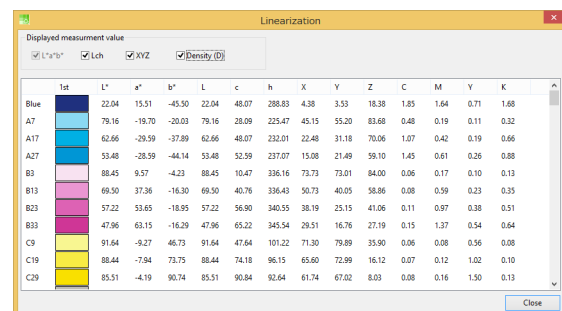 Linearization
Displayed measurment value
L*a*b* Lch XYZ Density (D)
1st L* a* b* L c h X Y Z C M Y K
Blue 22.04 15.51 -45.50 22.04 48.07 288.83 4.38 3.53 18.38 1.85 1.64 0.71 1.68
A7 79.16 -19.70 -20.03 79.16 28.09 225.47 45.15 55.20 83.68 0.48 0.19 0.11 0.32
A17 62.66 -29.59 -37.89 62.66 48.07 232.01 22.48 31.18 70.06 1.07 0.42 0.19 0.66
A27 53.48 -28.59 -44.14 53.48 52.59 237.07 15.08 21.49 59.10 1.45 0.61 0.26 0.88
B3 88.45 9.57 -4.23 88.45 10.47 336.16 73.73 73.01 84.00 0.06 0.17 0.10 0.13
B13 69.50 37.36 -16.30 69.50 40.76 336.43 50.73 40.05 58.86 0.08 0.59 0.23 0.35
B23 57.22 53.65 -18.95 57.22 56.90 340.55 38.19 25.15 41.06 0.11 0.97 0.38 0.51
B33 47.96 63.15 -16.29 47.96 65.22 345.54 29.51 16.76 27.19 0.15 1.37 0.54 0.64
C9 91.64 -9.27 46.73 91.64 47.64 101.22 71.30 79.89 35.90 0.06 0.08 0.56 0.08
C19 88.44 -7.94 73.75 88.44 74.18 96.15 65.60 72.99 16.12 0.07 0.12 1.02 0.10
C29 85.51 -4.19 90.74 85.51 90.84 92.64 61.74 67.02 8.03 0.08 0.16 1.50 0.13
Close